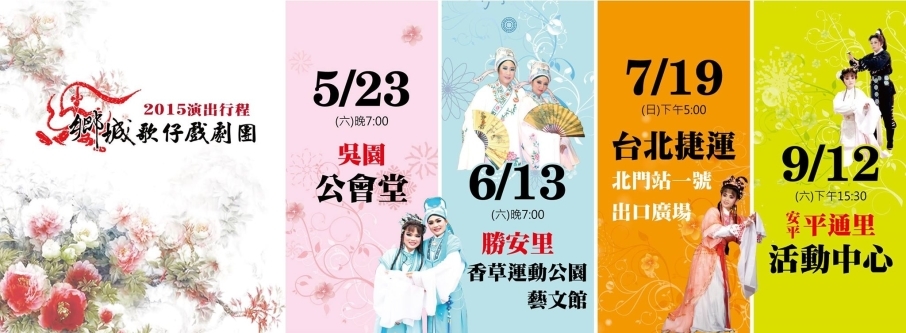 2015演出行程
鄉城歌仔戲劇團
5/23
(六)晚7:00
吳園
公會堂
6/13
(六)晚7:00
勝安里
香草運動公園
藝文館
7/19
(日)下午5:00
台北捷運
北門站一號
出口廣場
9/12
(六)下午15:30
安平平通里
活動中心